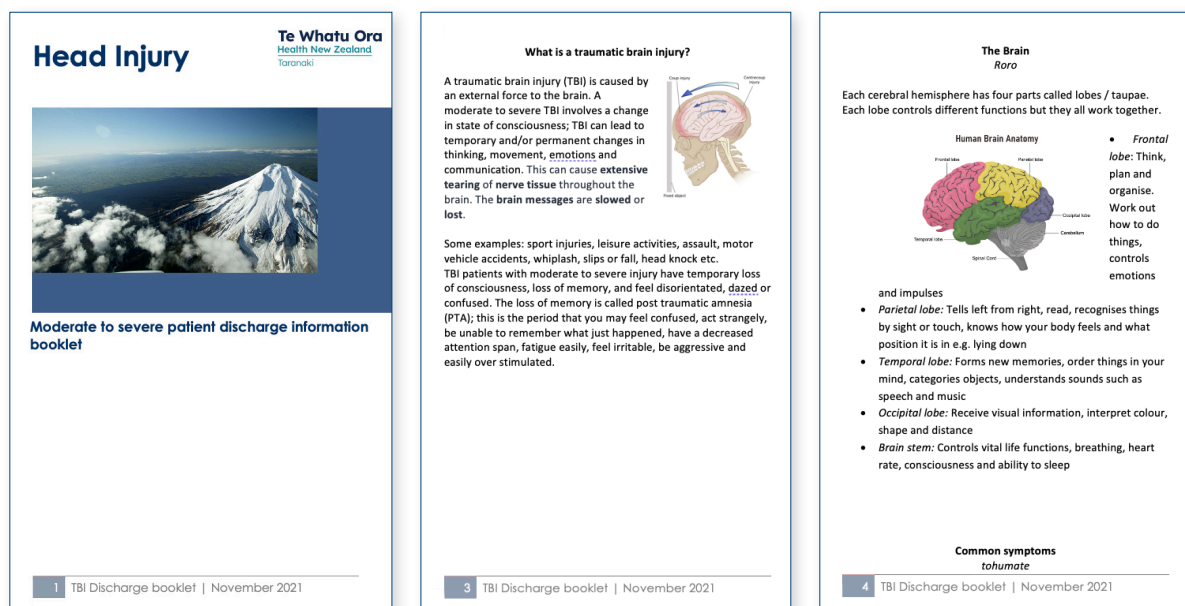 Head Injury
Te Whatu Ora
Health New Zealand
Taranaki
Moderate to severe patient discharge information
booklet
1 TBI Discharge booklet | November 2021
What is a traumatic brain injury?
A traumatic brain injury (TBI) is caused by
an external force to the brain. A
moderate to severe TBI involves a change
in state of consciousness; TBI can lead to
temporary and/or permanent changes in
thinking, movement, emotions and
communication. This can cause extensive
tearing of nerve tissue throughout the
brain. The brain messages are slowed or
lost.
Coup injury
Contrecoup
injury
Fixed object
Some examples: sport injuries, leisure activities, assault, motor
vehicle accidents, whiplash, slips or fall, head knock etc.
TBI patients with moderate to severe injury have temporary loss
of consciousness, loss of memory, and feel disorientated, dazed or
confused. The loss of memory is called post traumatic amnesia
(PTA); this is the period that you may feel confused, act strangely,
be unable to remember what just happened, have a decreased
attention span, fatigue easily, feel irritable, be aggressive and
easily over stimulated.
3 TBI Discharge booklet | November 2021
The Brain
Roro
Each cerebral hemisphere has four parts called lobes / taupae.
Each lobe controls different functions but they all work together.
Human Brain Anatomy
Frontal lobe
Parietal lobe
Occipital lobe
Cerebellum
Temporal lobe
Spinal Cord
• Frontal
lobe: Think,
plan and
organise.
Work out
how to do
things,
controls
emotions
and impulses
• Parietal lobe: Tells left from right, read, recognises things
by sight or touch, knows how your body feels and what
position it is in e.g. lying down
• Temporal lobe: Forms new memories, order things in your
mind, categories objects, understands sounds such as
speech and music
• Occipital lobe: Receive visual information, interpret colour,
shape and distance
• Brain stem: Controls vital life functions, breathing, heart
rate, consciousness and ability to sleep
Common symptoms
tohumate
4 TBI Discharge booklet | November 2021